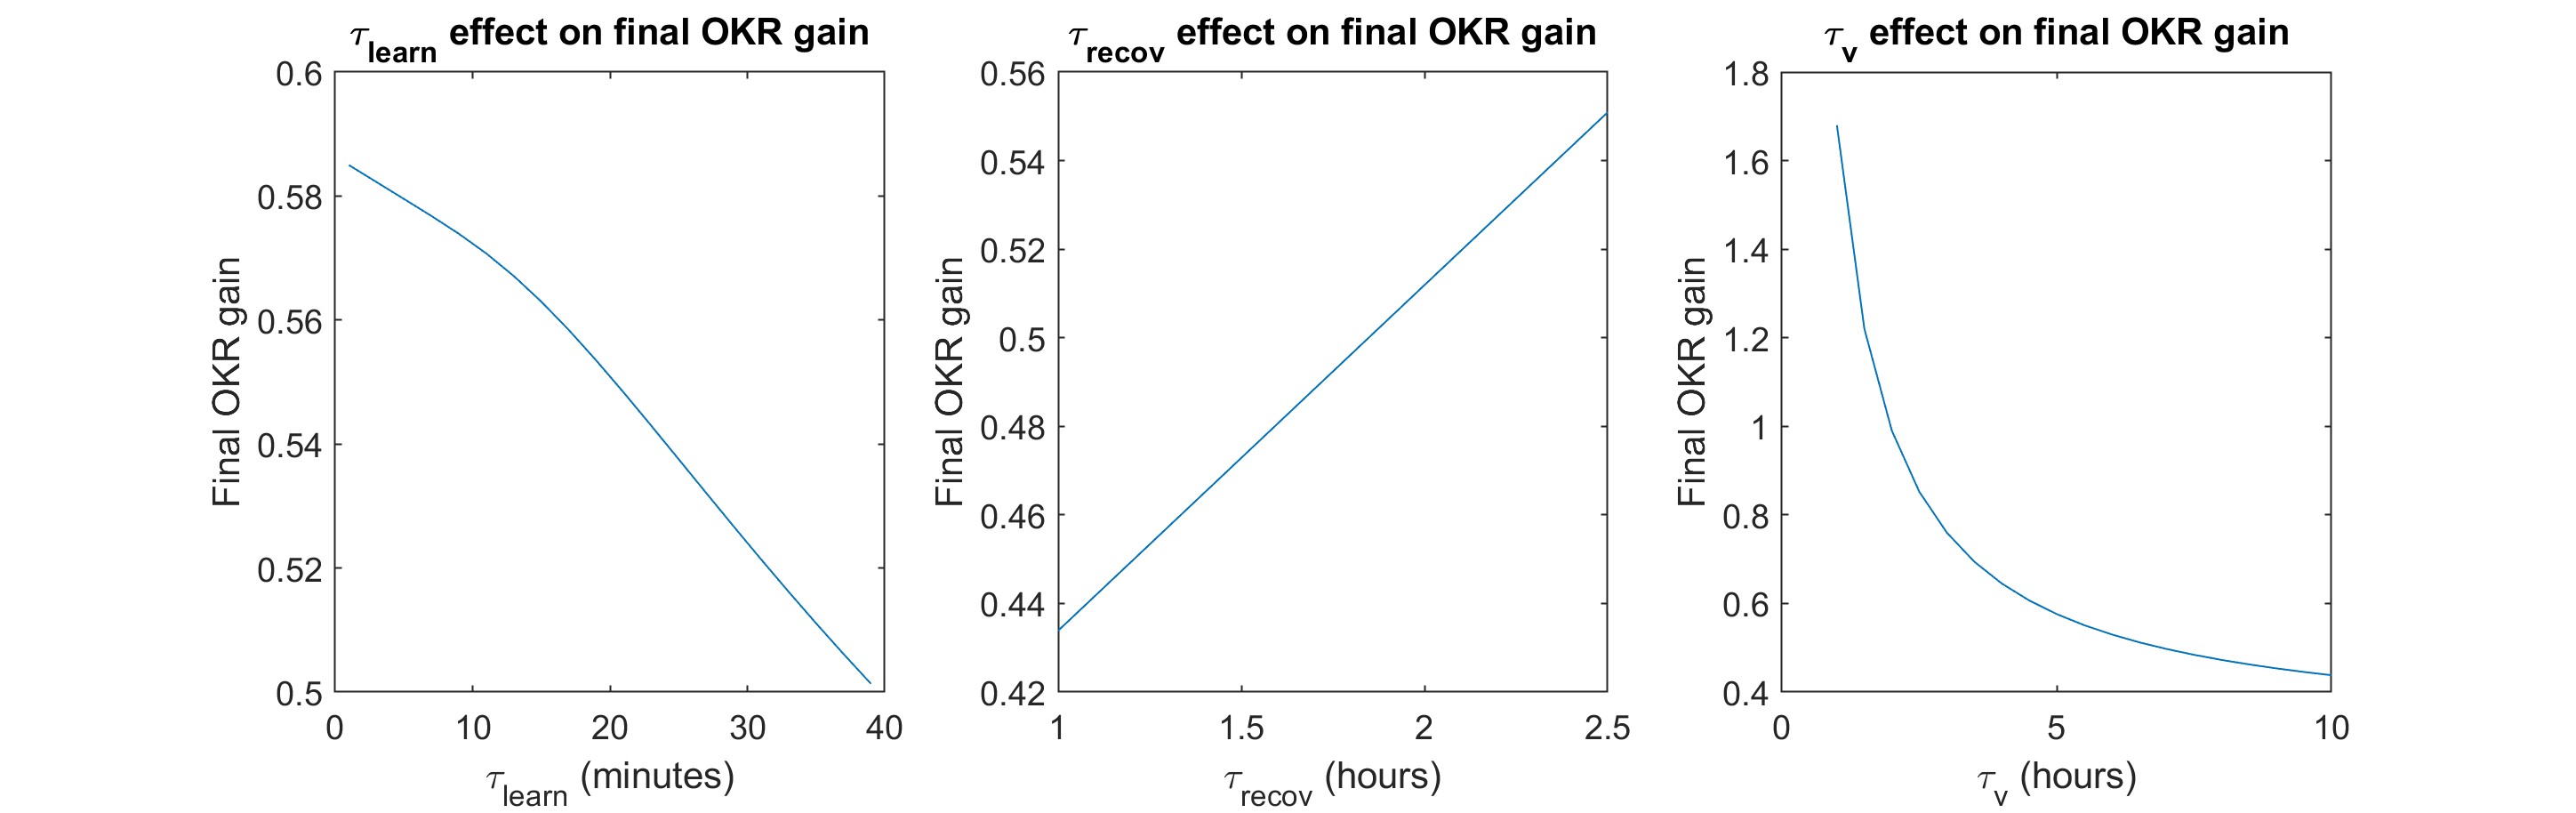 τlearn effect on final OKR gain
0.6
0.58
0.56
0.54
0.52
0.5
Final OKR gain
0 10 20 30 40
τlearn (minutes)
τrecov effect on final OKR gain
0.56
0.54
0.52
0.5
0.48
0.46
0.44
0.42
Final OKR gain
1 1.5 2 2.5
τrecov (hours)
τv effect on final OKR gain
1.8
1.6
1.4
1.2
1
0.8
0.6
0.4
Final OKR gain
0 5 10
τv (hours)